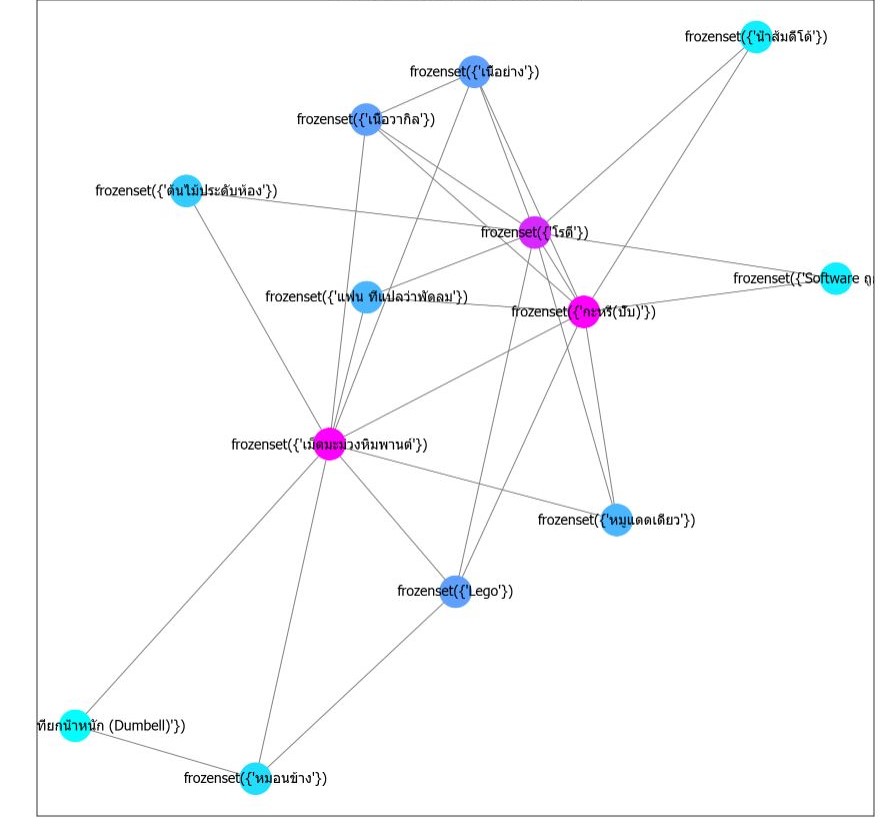 frozenset({'น้ำส้มดีโด้'})
frozenset({'เนื้อย่าง'})
frozenset({'เนื้อวากิล'})
frozenset({'ต้นไม้ประดับห้อง'})
frozenset({'โรตี'})
frozenset({'Software ถู
frozenset({'แฟน ที่แปลว่าพัดลม'})
frozenset({'กะหรี่(ปั๊บ)'})
frozenset({'เม็ดมะม่วงหิมพานต์'})
frozenset({'หมูแดดเดียว'})
frozenset({'Lego'})
ที่ยกน้ำหนัก (Dumbell)'})
frozenset({'หมอนข้าง'})